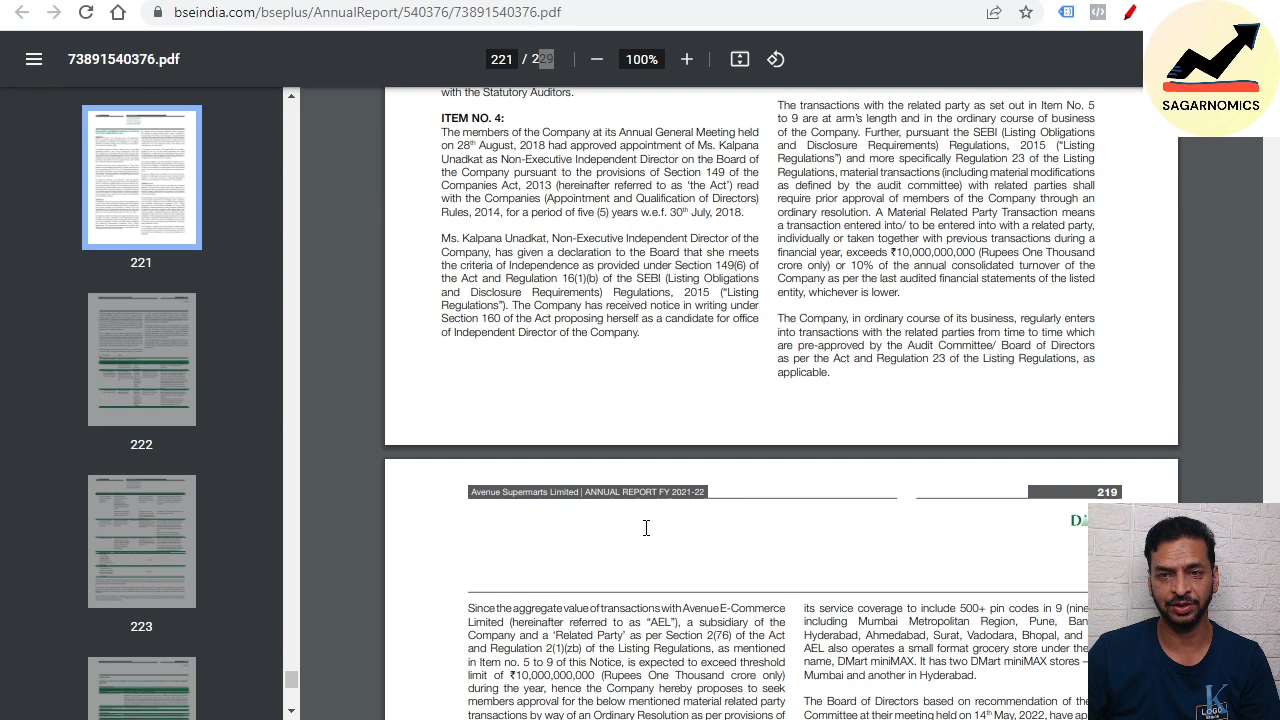 bseindia.com/bseplus/AnnualReport/540376/73891540376.pdf
73891540376.pdf
221 / 229
100%
SAGARNOMICS
221
222
223
with the Statutory Auditors.
ITEM NO. 4:
The members of the Company at its Annual General Meeting held
on 28th August, 2018 had approved appointment of Ms. Kalpana
Unadkat as Non-Executive Independent Director on the Board of
the Company pursuant to the provisions of Section 149 of the
Companies Act, 2013 (hereinafter referred to as 'the Act') read
with the Companies (Appointment and Qualification of Directors)
Rules, 2014, for a period of five (5) years w.e.f. 30th July, 2018.
Ms. Kalpana Unadkat, Non-Executive Independent Director of the
Company, has given a declaration to the Board that she meets
the criteria of Independence as provided under Section 149(6) of
the Act and Regulation 16(1)(b) of the SEBI (Listing Obligations
and Disclosure Requirements) Regulations, 2015 ("Listing
Regulations"). The Company has received notice in writing under
Section 160 of the Act proposing herself as a candidate for office
of Independent Director of the Company.
The transactions with the related party as set out in Item No. 5
to 9 are at arm's length and in the ordinary course of business
of the Company. Further, pursuant to SEBI (Listing Obligations
and Disclosure Requirements) Regulations, 2015 ("Listing
Regulations") and more specifically Regulation 23 of the Listing
Regulations, material transactions (including material modifications
as defined by the audit committee) with related parties shall
require prior approval of members of the Company through an
ordinary resolution. A Material Related Party Transaction means
a transaction entered into/ to be entered into with a related party,
individually or taken together with previous transactions during a
financial year, exceeds ₹10,000,000,000 (Rupees One Thousand
crore only) or 10% of the annual consolidated turnover of the
Company as per the last audited financial statements of the listed
entity, whichever is lower.
The Company, in ordinary course of its business, regularly enters
into transactions with the related parties from time to time which
are pre-approved by the Audit Committee/ Board of Directors
as per the Act and Regulation 23 of the Listing Regulations, as
applicable.
Avenue Supermarts Limited | ANNUAL REPORT FY 2021-22
219
D
Since the aggregate value of transactions with Avenue E-Commerce
Limited (hereinafter referred to as "AEL"), a subsidiary of the
Company and a 'Related Party' as per Section 2(76) of the Act
and Regulation 2(1)(zb) of the Listing Regulations, as mentioned
in Item no. 5 to 9 of this Notice, is expected to exceed threshold
limit of ₹10,000,000,000 (Rupees One Thousand crore only)
during the year, the Company hereby proposes to seek
members approval for the below mentioned material related party
transactions by way of an Ordinary Resolution as per provisions of
its service coverage to include 500+ pin codes in 9 (nine
including Mumbai Metropolitan Region, Pune, Ban
Hyderabad, Ahmedabad, Surat, Vadodara, Bhopal, and
AEL also operates a small format grocery store under the
name, DMart miniMAX. It has two DMart miniMAX stores –
Mumbai and another in Hyderabad.
The Board of Directors based on recommendation of the
Committee at their meeting held on 14th May, 2022, have ap
K
LOGO